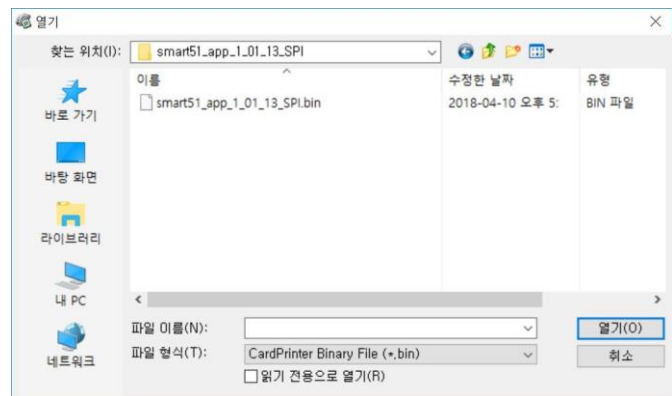 열기
찾는 위치(I): smart51_app_1_01_13_SPI
이름 수정한 날짜 유형
smart51_app_1_01_13_SPI.bin 2018-04-10 오후 5: BIN 파일
바로 가기
바탕 화면
라이브러리
내 PC
네트워크
파일 이름(N): 열기(O)
파일 형식(T): CardPrinter Binary File (*.bin) 취소
읽기 전용으로 열기(R)